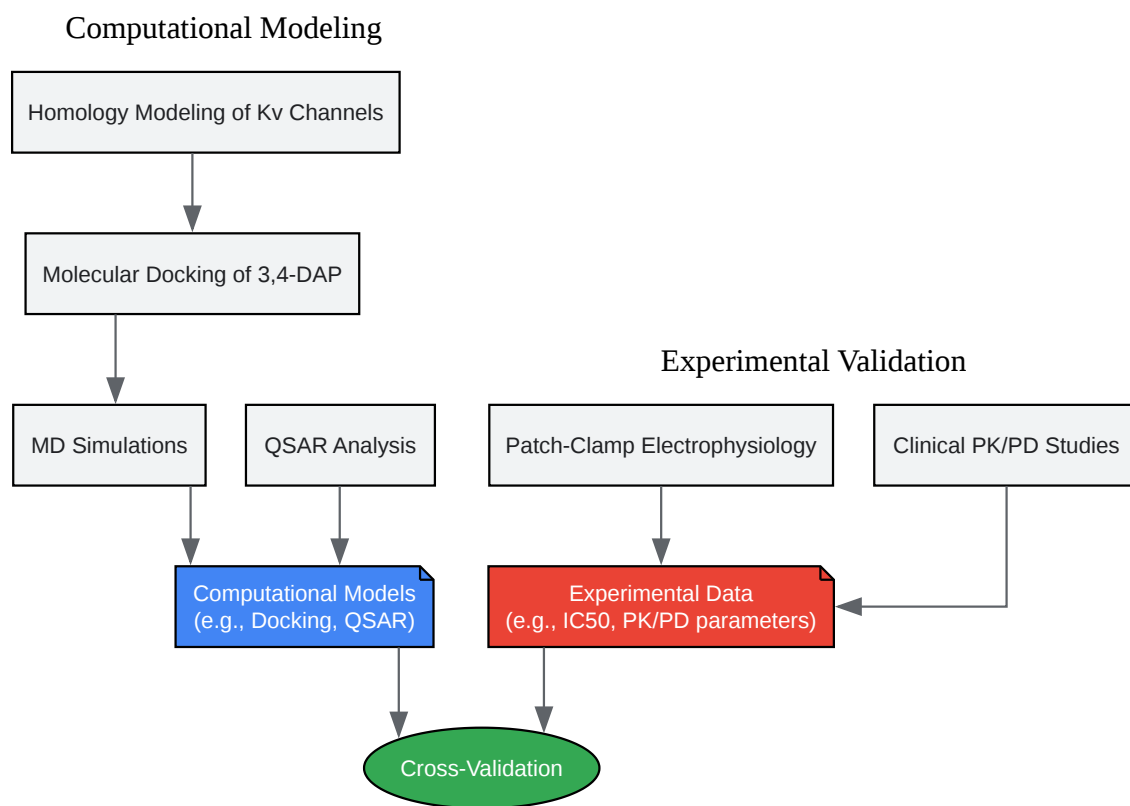 Computational Modeling
Homology Modeling of Kv Channels
Molecular Docking of 3,4-DAP
Experimental Validation
MD Simulations
QSAR Analysis
Patch-Clamp Electrophysiology
Clinical PK/PD Studies
Computational Models
(e.g., Docking, QSAR)
Experimental Data
(e.g., IC50, PK/PD parameters)
Cross-Validation